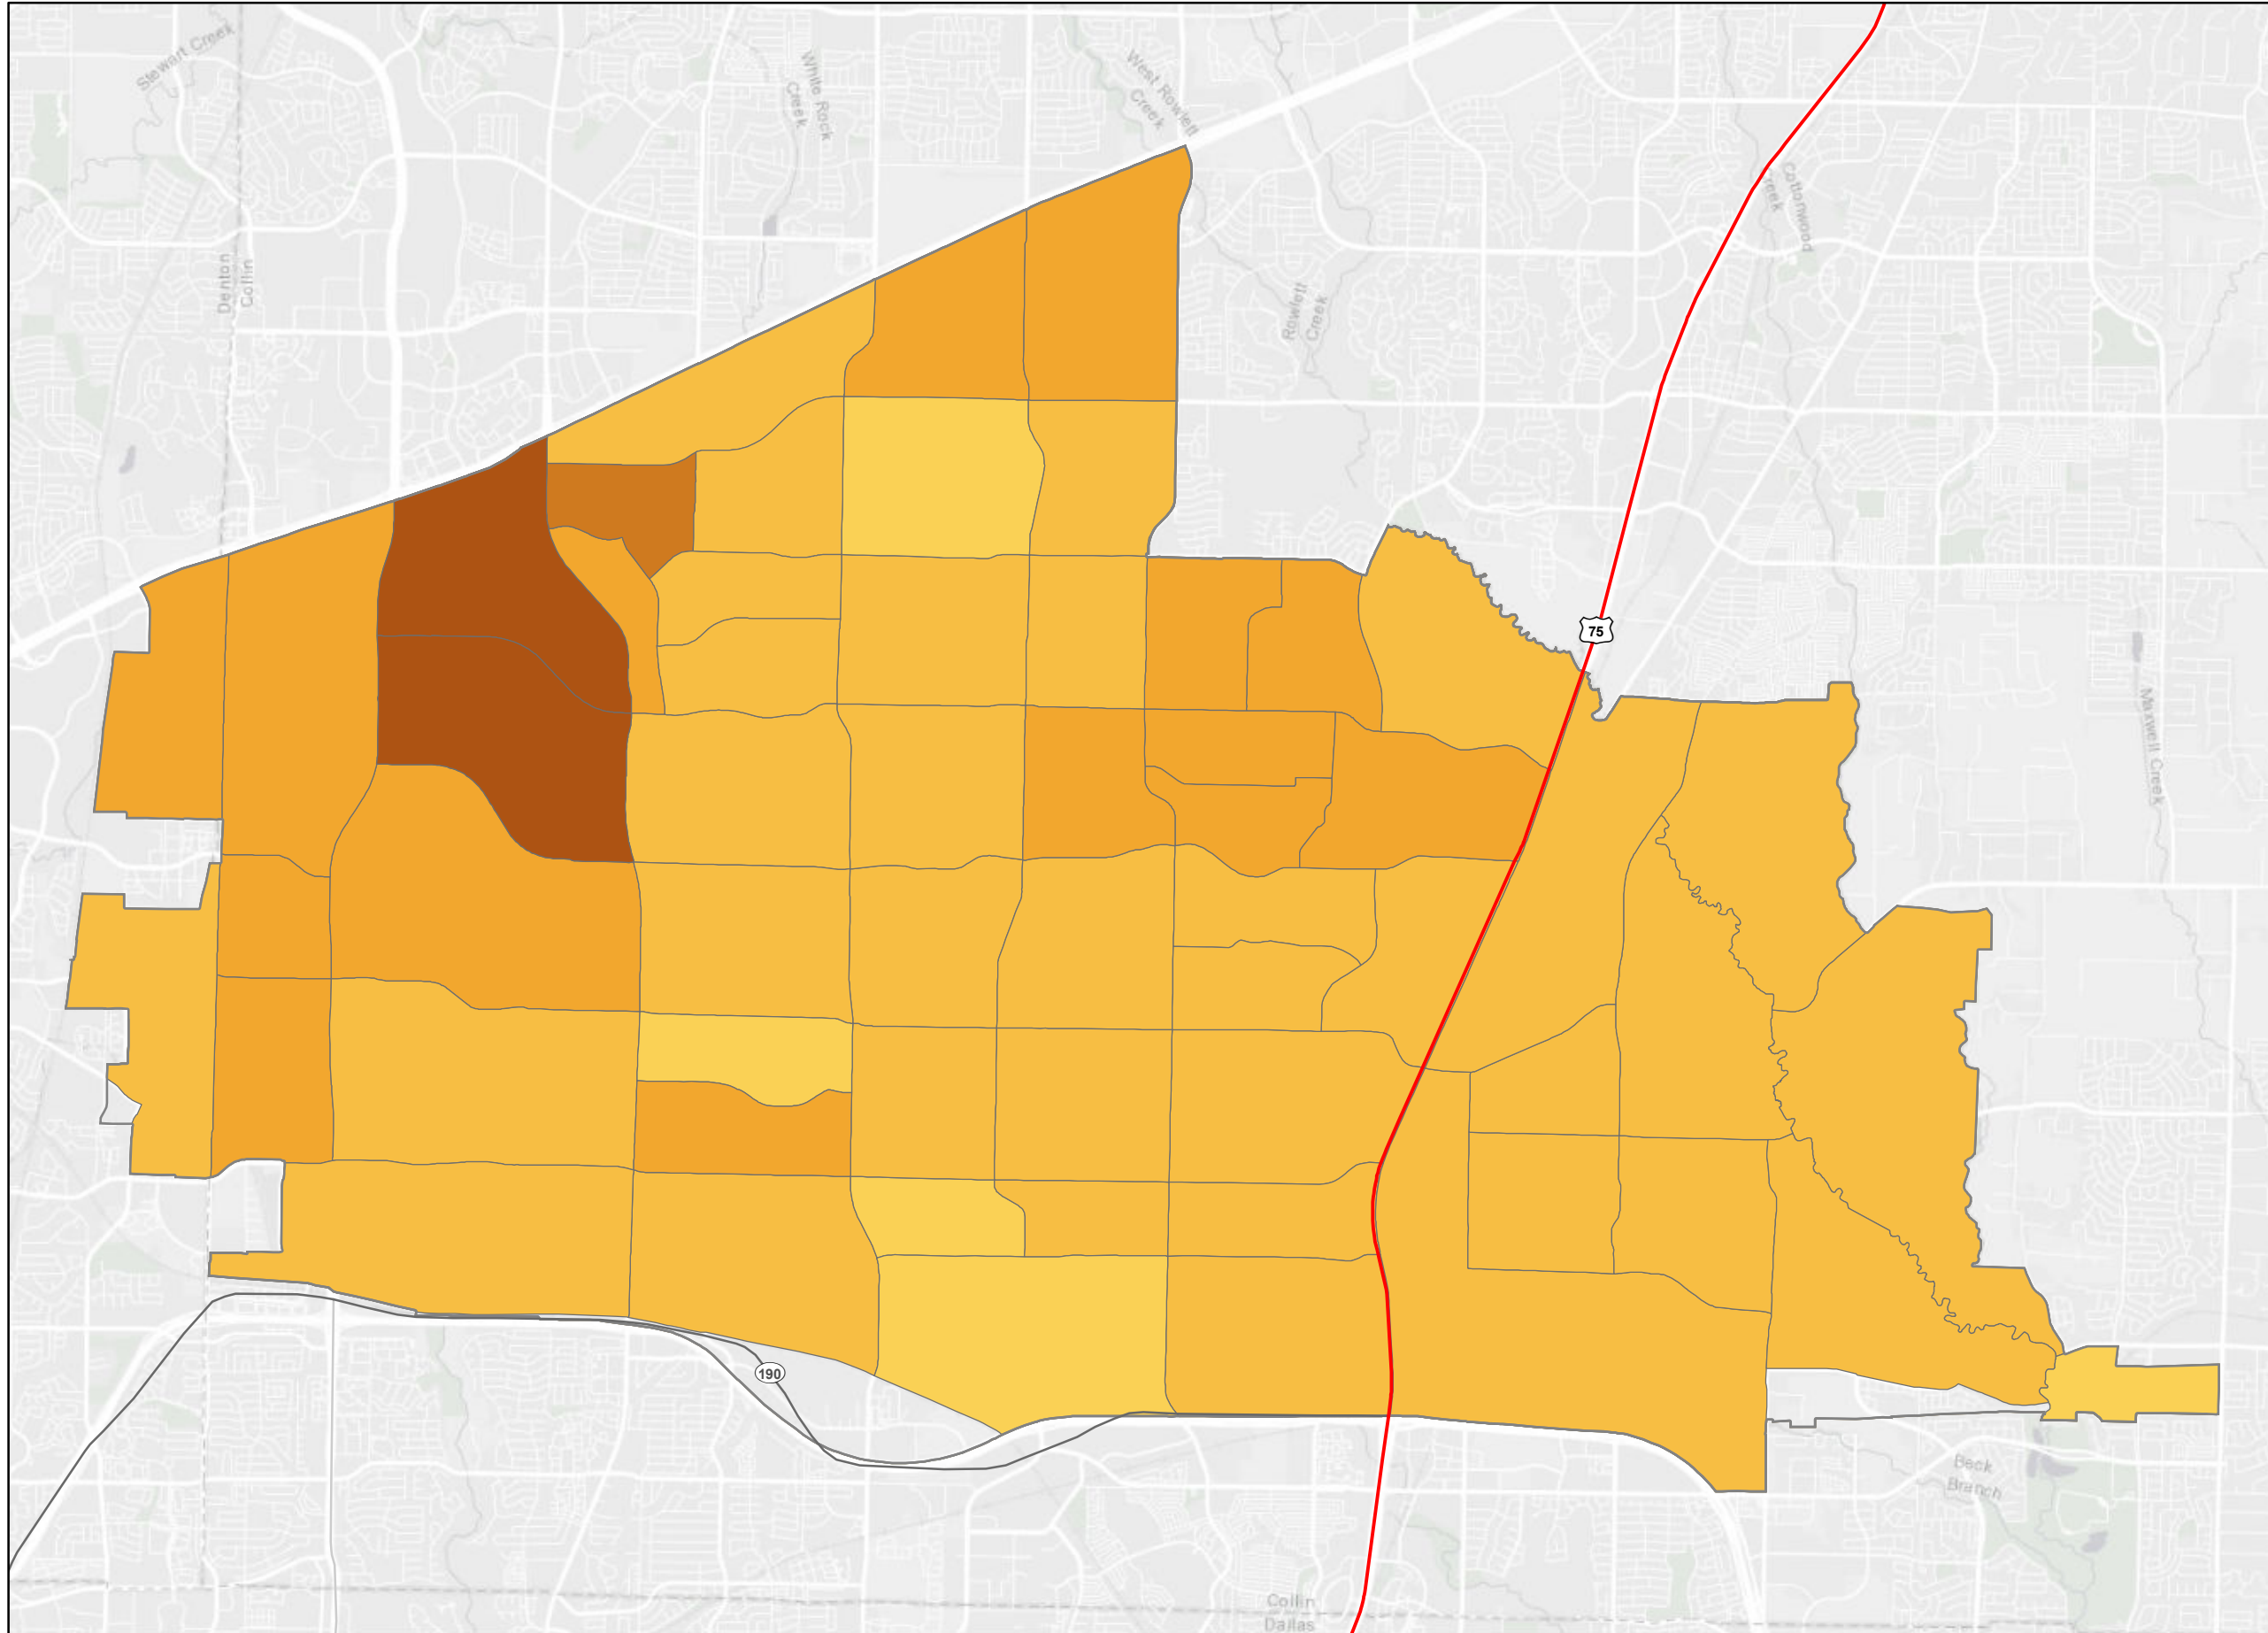 Stewart Creek
White Rock
Creek
West Rowlett
Creek
Cottonwood
Creek
Denton
Collin
Rowlett
Creek
75
Maxwell Creek
190
Beck
Branch
Collin
Dallas